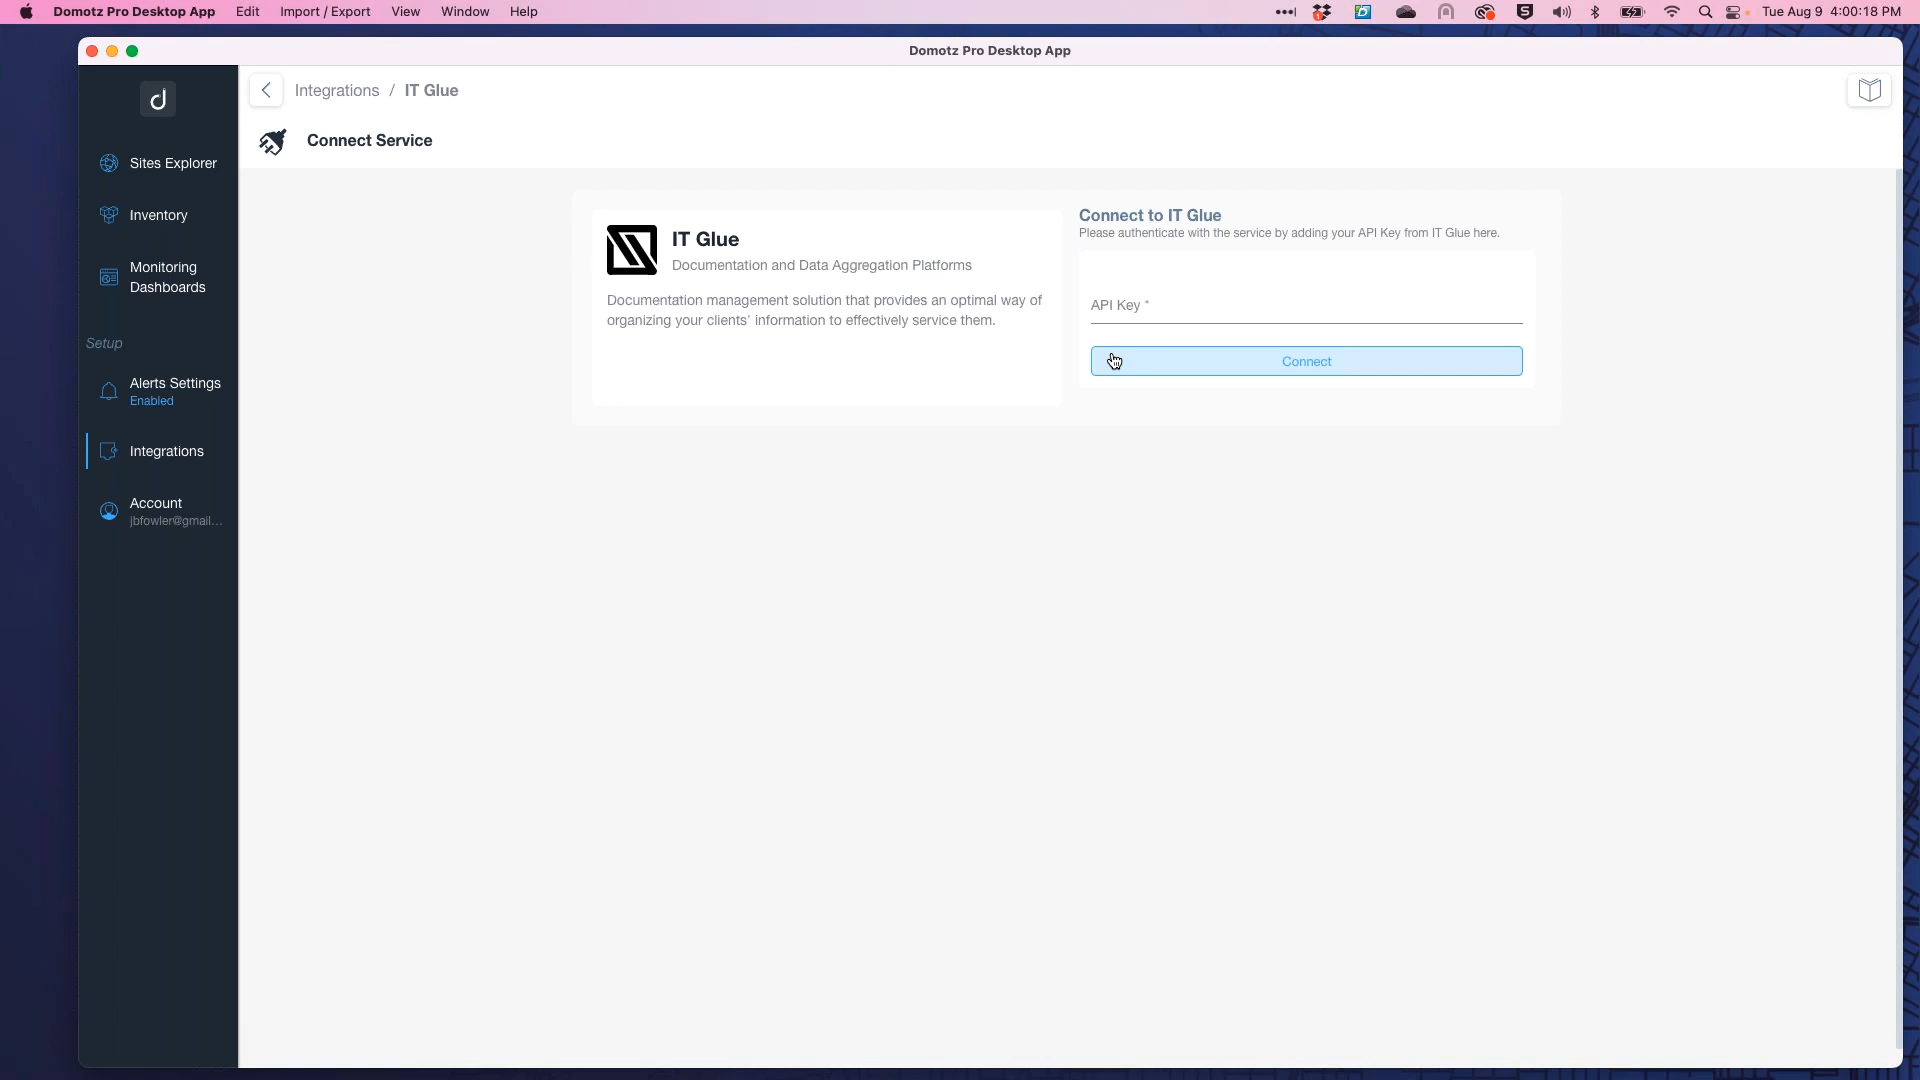 Domotz Pro Desktop App Edit Import / Export View Window Help Tue Aug 9 4:00:18 PM
Domotz Pro Desktop App
Integrations / IT Glue
Connect Service
Sites Explorer
Inventory
Monitoring
Dashboards
Setup
Alerts Settings
Enabled
Integrations
Account
jbfowler@gmail...
IT Glue
Documentation and Data Aggregation Platforms
Documentation management solution that provides an optimal way of
organizing your clients' information to effectively service them.
Connect to IT Glue
Please authenticate with the service by adding your API Key from IT Glue here.
API Key *
Connect